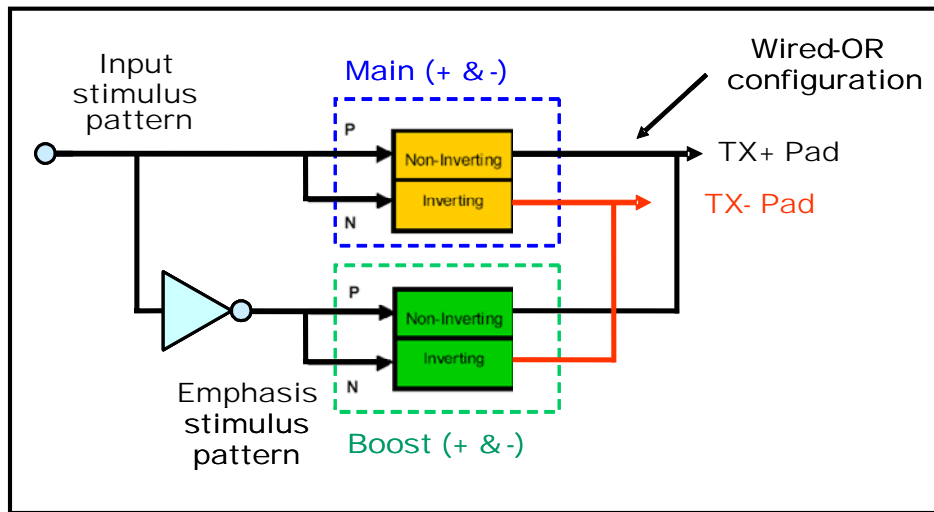 Input
stimulus
pattern
Main (+ & -)
Wired-OR
configuration
P
Non-Inverting
Inverting
N
TX+ Pad
TX- Pad
P
Non-Inverting
Inverting
N
Emphasis
stimulus
pattern
Boost (+ & -)